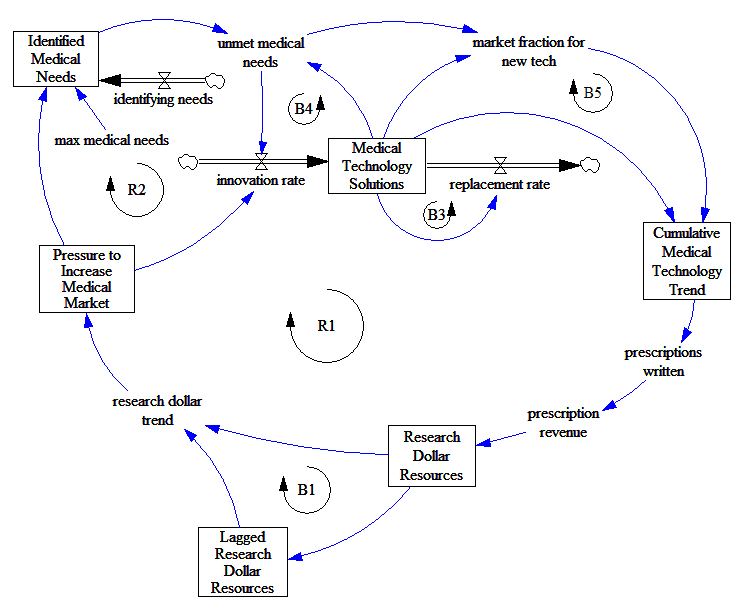 Identified
Medical
Needs
unmet medical
needs
market fraction for
new tech
identifying needs
B5
B4
max medical needs
Medical
Technology
Solutions
innovation rate
replacement rate
R2
B3
Pressure to
Increase
Medical
Market
Cumulative
Medical
Technology
Trend
R1
prescriptions
written
research dollar
trend
prescription
revenue
Research
Dollar
Resources
B1
Lagged
Research
Dollar
Resources